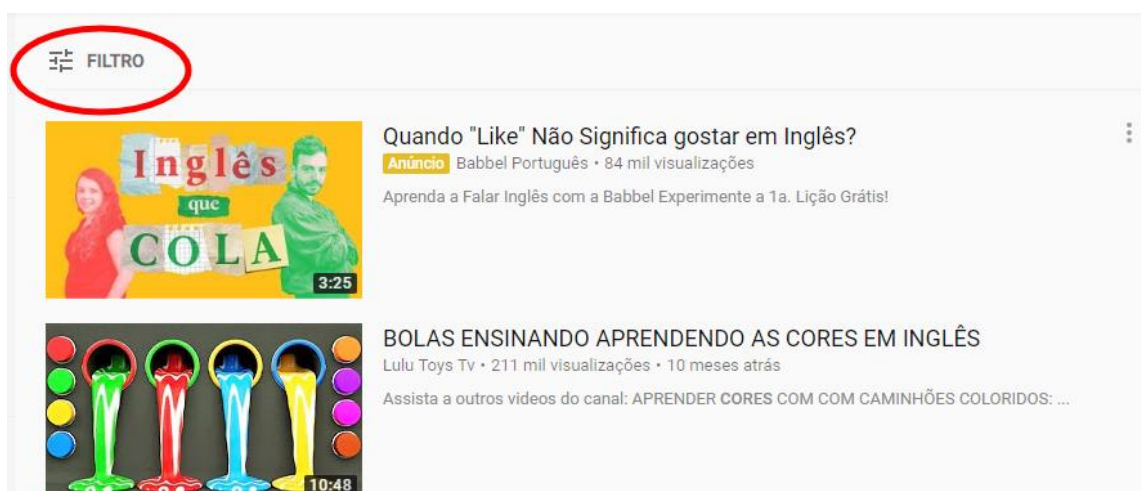 FILTRO
Inglês
que
COLA
3:25
Quando "Like" Não Significa gostar em Inglês?
Anúncio Babbel Português • 84 mil visualizações
Aprenda a Falar Inglês com a Babbel Experimente a 1a. Lição Grátis!
10:48
BOLAS ENSINANDO APRENDENDO AS CORES EM INGLÊS
Lulu Toys Tv • 211 mil visualizações • 10 meses atrás
Assista a outros videos do canal: APRENDER CORES COM COM CAMINHÕES COLORIDOS: ...